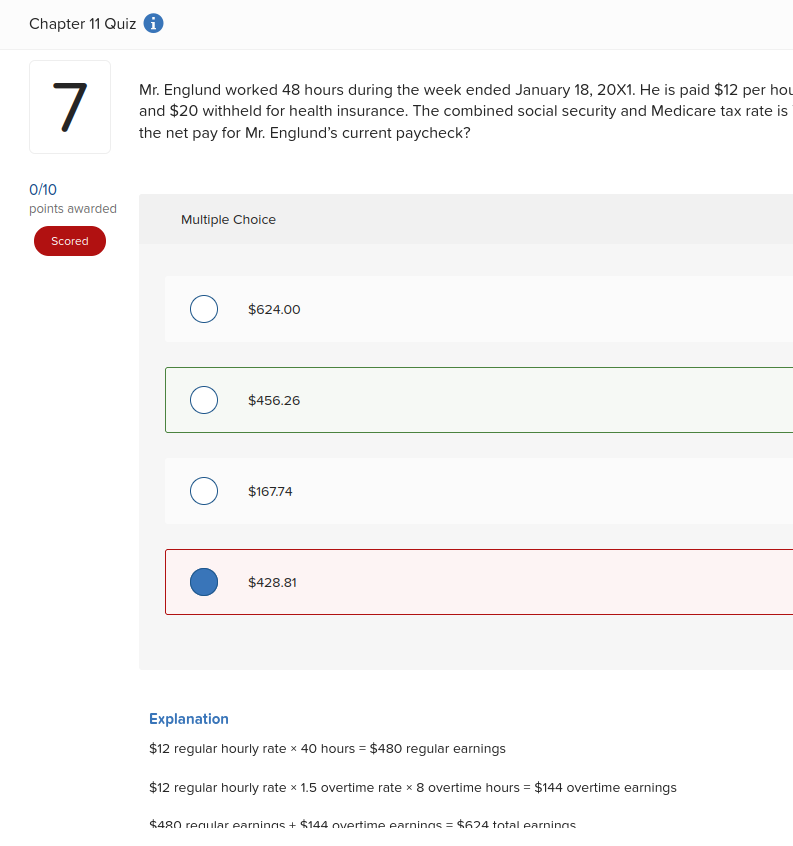 Chapter 11 Quiz
7
Mr. Englund worked 48 hours during the week ended January 18, 20X1. He is paid $12 per
and $20 withheld for health insurance. The combined social security and Medicare tax rate is
the net pay for Mr. Englund’s current paycheck?
0/10
points awarded
Scored
Multiple Choice
$624.00
$456.26
$167.74
$428.81
Explanation
$12 regular hourly rate × 40 hours = $480 regular earnings
$12 regular hourly rate × 1.5 overtime rate × 8 overtime hours = $144 overtime earnings
$480 regular earnings + $144 overtime earnings = $624 total earnings